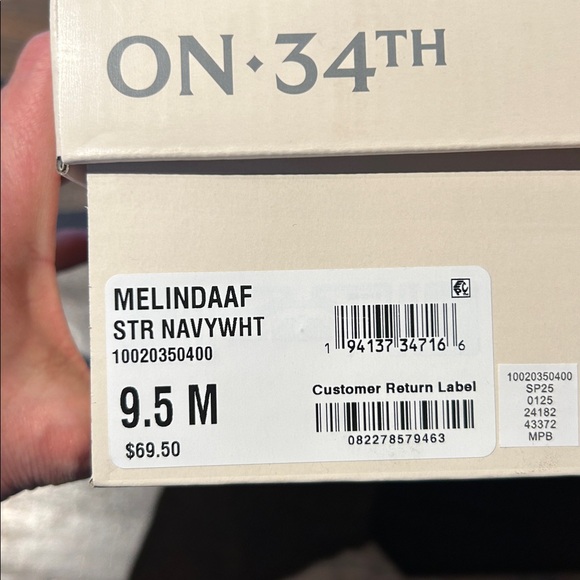 ON·34TH
MELINDAAF
STR NAVYWHT
10020350400
9.5 M
$69.50
1 94137 34716 6
Customer Return Label
082278579463
10020350400
SP25
0125
24182
43372
MPB